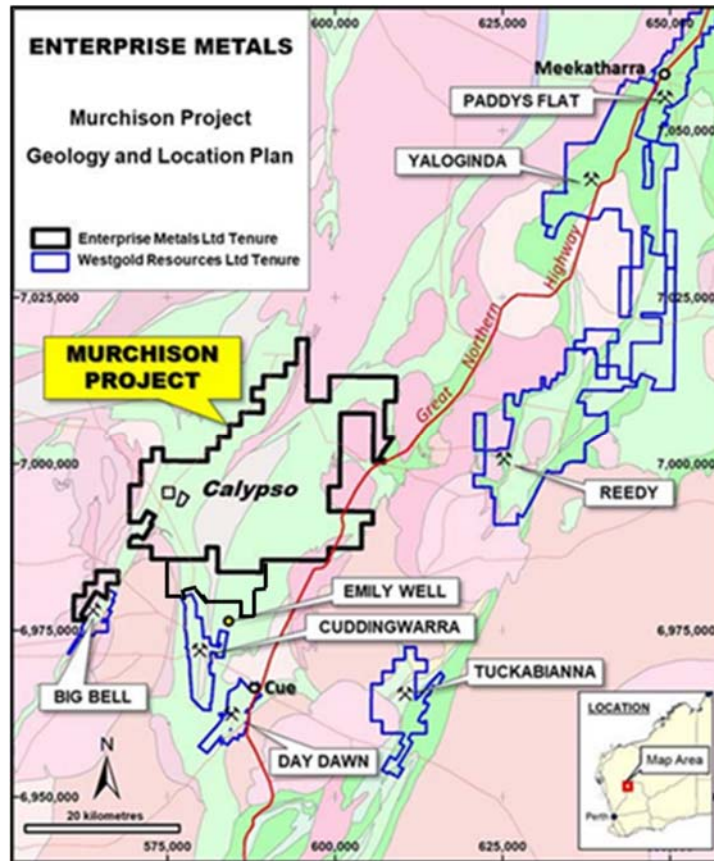 ENTERPRISE METALS
Murchison Project
Geology and Location Plan
Enterprise Metals Ltd Tenure
Westgold Resources Ltd Tenure
600,000
625,000
650,000
Meekatharra
PADDYS FLAT
7,050,000
YALOGINDA
Great Northern Highway
7,025,000
7,025,000
MURCHISON
PROJECT
7,000,000
Calypso
7,000,000
REEDY
EMILY WELL
6,975,000
CUDDINGWARRA
6,975,000
TUCKABIANNA
BIG BELL
Cue
DAY DAWN
LOCATION
Map Area
Perth
N
6,950,000
20 kilometres
575,000
600,000
625,000